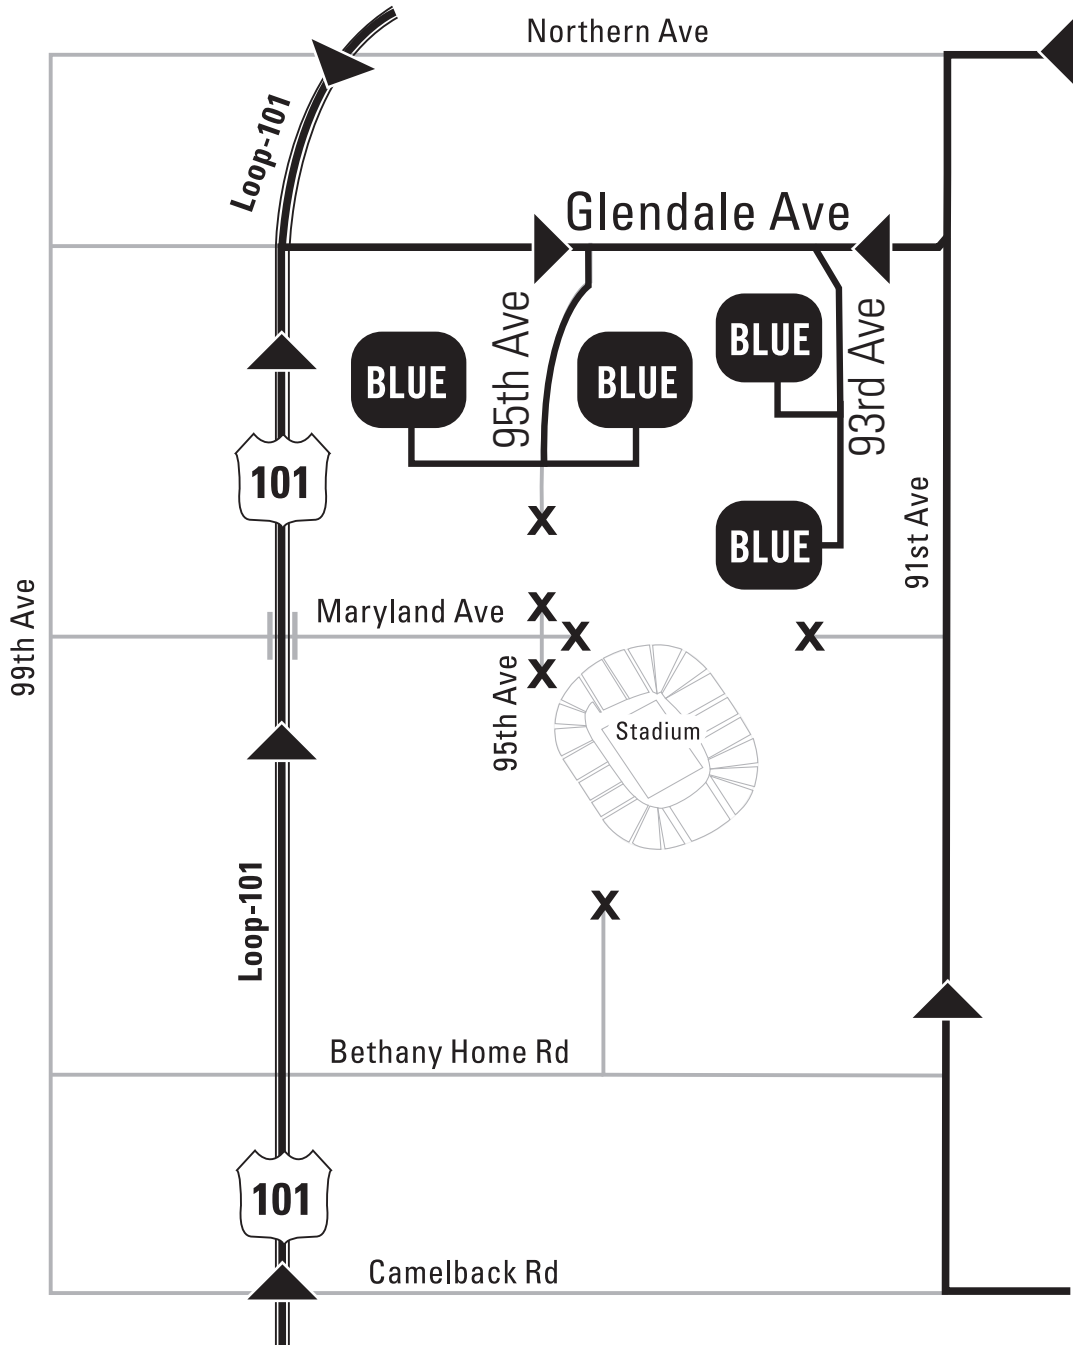 Northern Ave
Loop-101
Glendale Ave
95th Ave
93rd Ave
BLUE
BLUE
BLUE
BLUE
101
91st Ave
99th Ave
Maryland Ave
X
X
X
X
X
95th Ave
Stadium
Loop-101
X
Bethany Home Rd
101
Camelback Rd